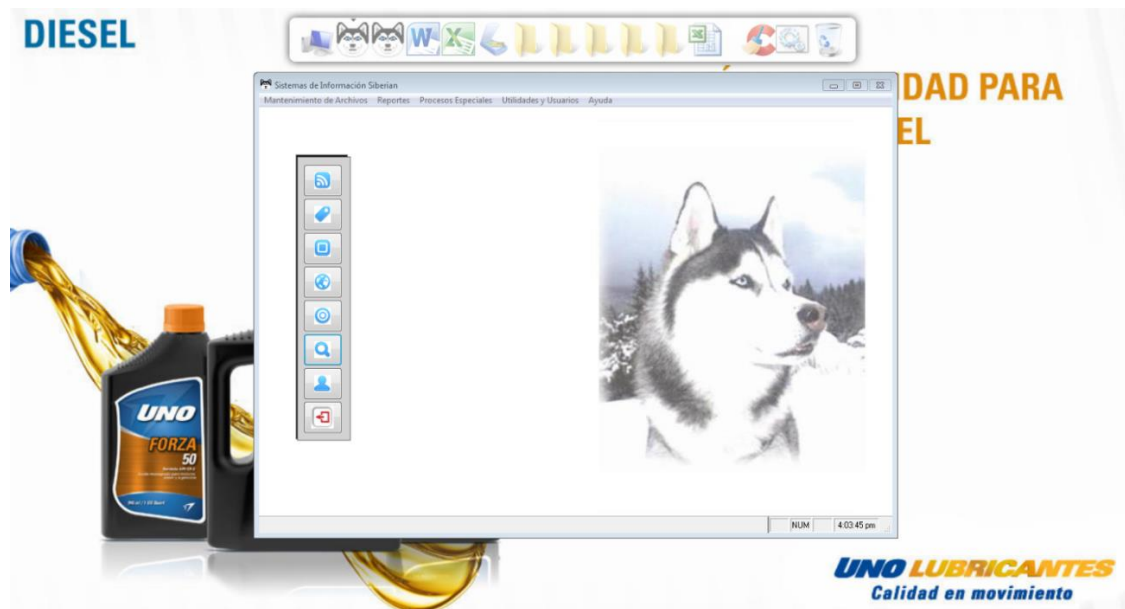 DIESEL
DAD PARA
EL
Sistemas de Información Siberian
Mantenimiento de Archivos Reportes Procesos Especiales Utilidades y Usuarios Ayuda
UNO
FORZA
50
NUM 4:03:45 pm
UNO LUBRICANTES
Calidad en movimiento